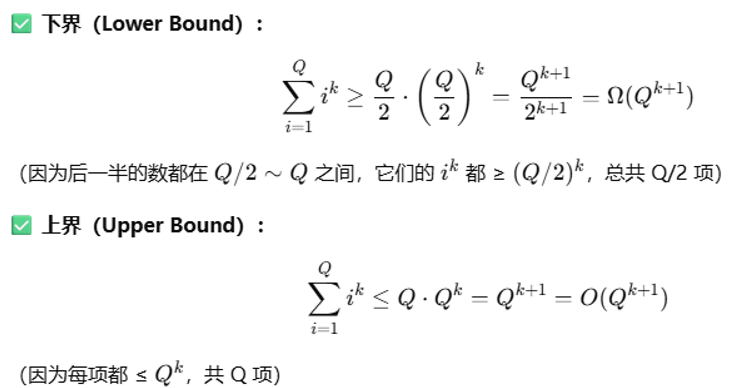 ✅ 下界（Lower Bound）：
$$\sum_{i=1}^{Q} i^k \geq \frac{Q}{2} \cdot \left(\frac{Q}{2}\right)^k = \frac{Q^{k+1}}{2^{k+1}} = \Omega(Q^{k+1})$$
（因为后一半的数都在 $Q/2 \sim Q$ 之间，它们的 $i^k$ 都 ≥ $(Q/2)^k$，总共 Q/2 项）
✅ 上界（Upper Bound）：
$$\sum_{i=1}^{Q} i^k \leq Q \cdot Q^k = Q^{k+1} = O(Q^{k+1})$$
（因为每项都 ≤ $Q^k$，共 Q 项）